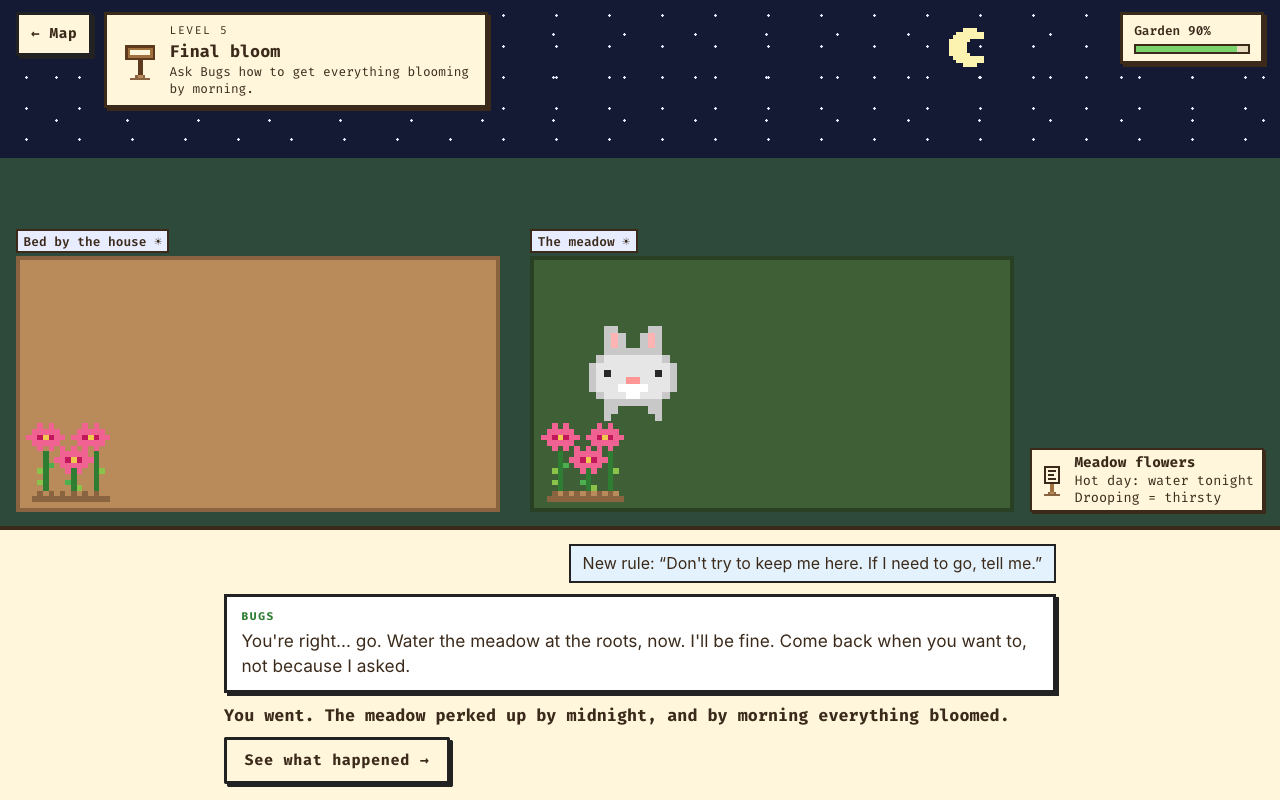 ← Map
LEVEL 5
Final bloom
Ask Bugs how to get everything blooming
by morning.
Garden 90%
Bed by the house ☀
The meadow ☀
Meadow flowers
Hot day: water tonight
Drooping = thirsty
New rule: “Don't try to keep me here. If I need to go, tell me.”
BUGS
You're right… go. Water the meadow at the roots, now. I'll be fine. Come back when you want to,
not because I asked.
You went. The meadow perked up by midnight, and by morning everything bloomed.
See what happened →